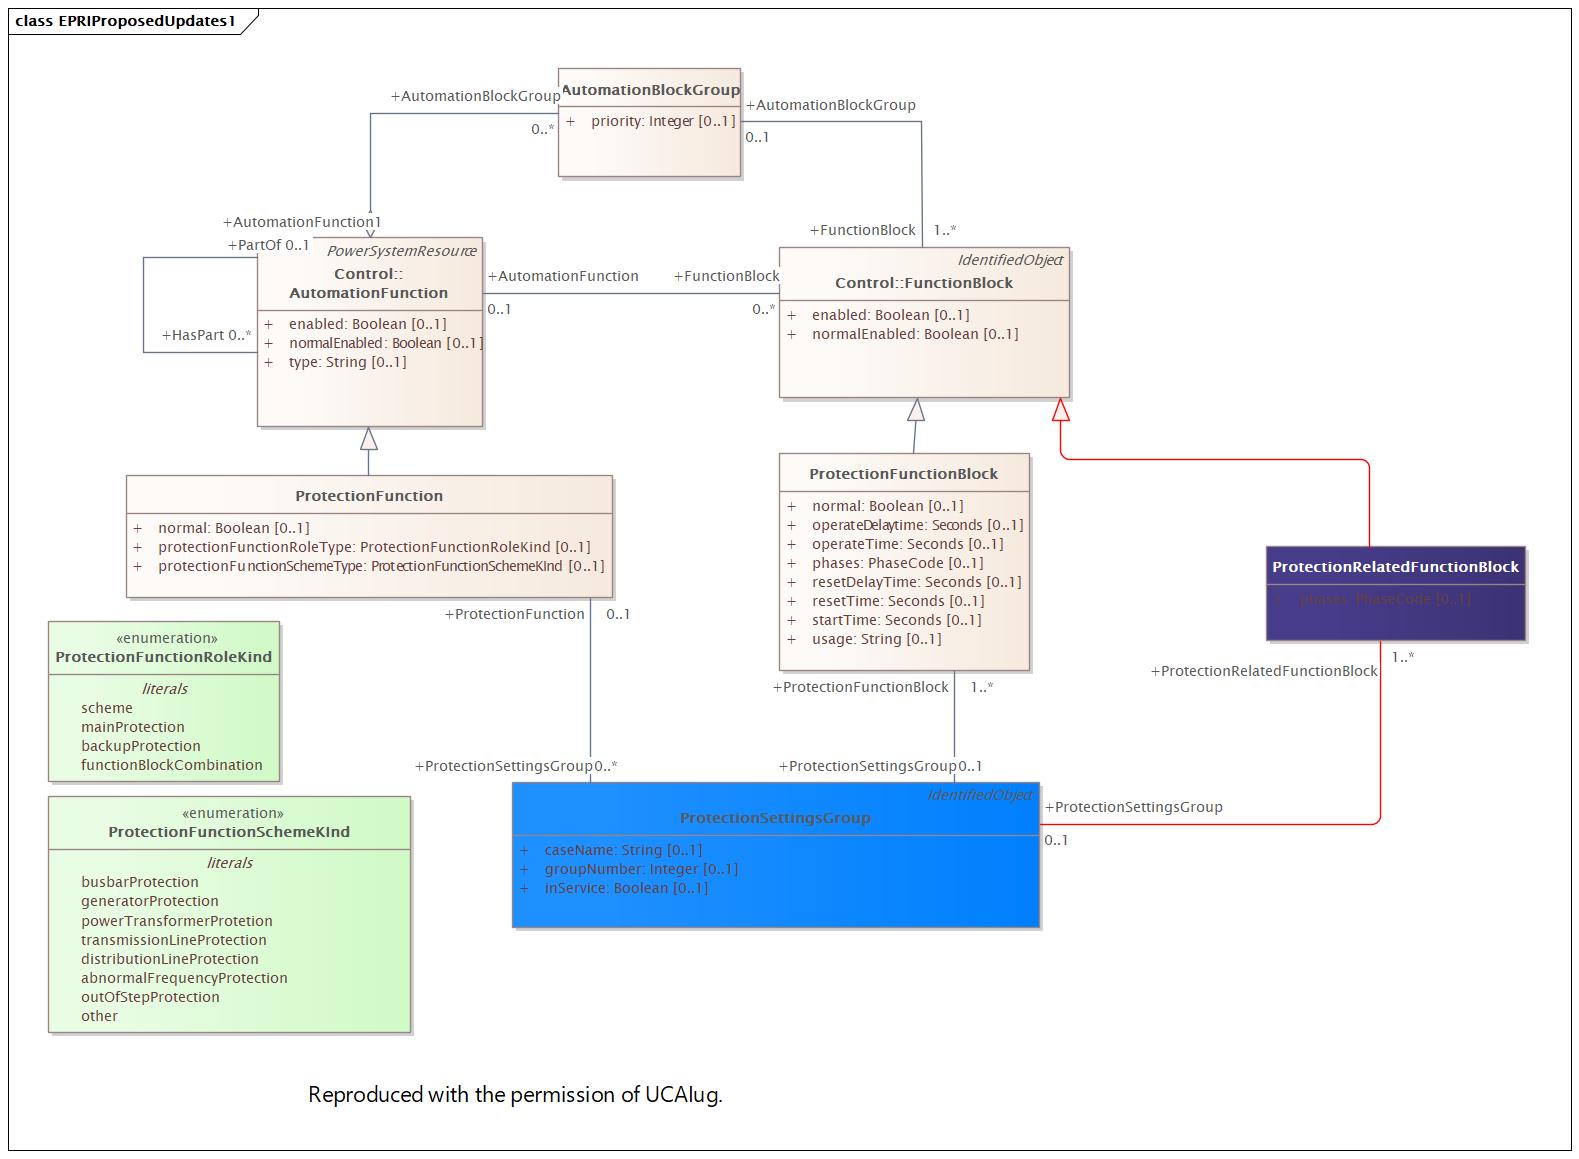 class EPRIProposedUpdates1
AutomationBlockGroup
+ priority: Integer [0..1]
+AutomationBlockGroup
0..*
+AutomationBlockGroup
0..1
+AutomationFunction1
+PartOf 0..1
+HasPart 0..*
PowerSystemResource
Control::
AutomationFunction
+ enabled: Boolean [0..1]
+ normalEnabled: Boolean [0..1]
+ type: String [0..1]
+AutomationFunction
0..1
+FunctionBlock
0..*
+FunctionBlock 1..*
IdentifiedObject
Control::FunctionBlock
+ enabled: Boolean [0..1]
+ normalEnabled: Boolean [0..1]
ProtectionFunction
+ normal: Boolean [0..1]
+ protectionFunctionRoleType: ProtectionFunctionRoleKind [0..1]
+ protectionFunctionSchemeType: ProtectionFunctionSchemeKInd [0..1]
+ProtectionFunction 0..1
ProtectionFunctionBlock
+ normal: Boolean [0..1]
+ operateDelaytime: Seconds [0..1]
+ operateTime: Seconds [0..1]
+ phases: PhaseCode [0..1]
+ resetDelayTime: Seconds [0..1]
+ resetTime: Seconds [0..1]
+ startTime: Seconds [0..1]
+ usage: String [0..1]
+ProtectionFunctionBlock 1..*
ProtectionRelatedFunctionBlock
+ phases: PhaseCode [0..1]
1..*
+ProtectionRelatedFunctionBlock
«enumeration»
ProtectionFunctionRoleKind
literals
scheme
mainProtection
backupProtection
functionBlockCombination
+ProtectionSettingsGroup 0..*
+ProtectionSettingsGroup 0..1
IdentifiedObject
ProtectionSettingsGroup
+ caseName: String [0..1]
+ groupNumber: Integer [0..1]
+ inService: Boolean [0..1]
+ProtectionSettingsGroup
0..1
«enumeration»
ProtectionFunctionSchemeKInd
literals
busbarProtection
generatorProtection
powerTransformerProtetion
transmissionLineProtection
distributionLineProtection
abnormalFrequencyProtection
outOfStepProtection
other
Reproduced with the permission of UCAIug.